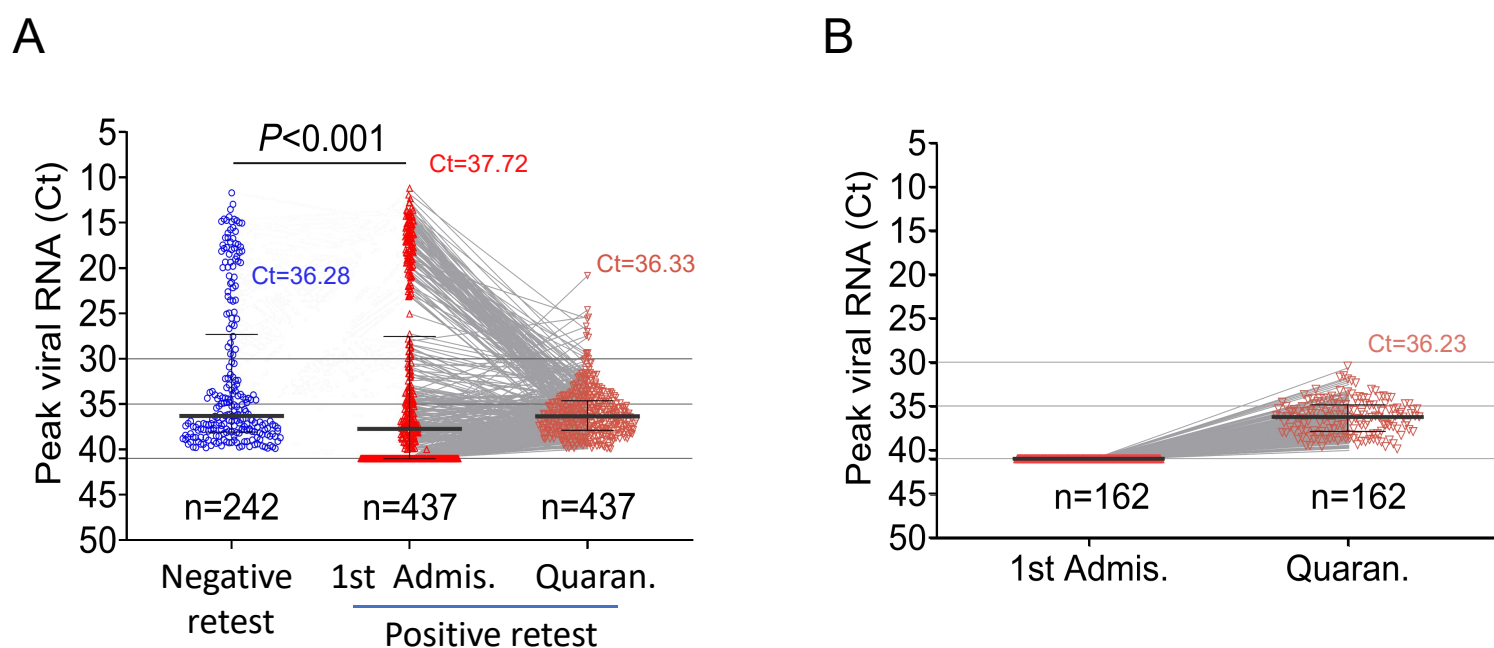 A
Peak viral RNA (Ct)
5
10
15
20
25
30
35
40
45
50
P<0.001
Ct=37.72
Ct=36.28
Ct=36.33
n=242
n=437
n=437
Negative
retest
1st Admis.
Quaran.
Positive retest
B
Peak viral RNA (Ct)
5
10
15
20
25
30
35
40
45
50
Ct=36.23
n=162
n=162
1st Admis.
Quaran.